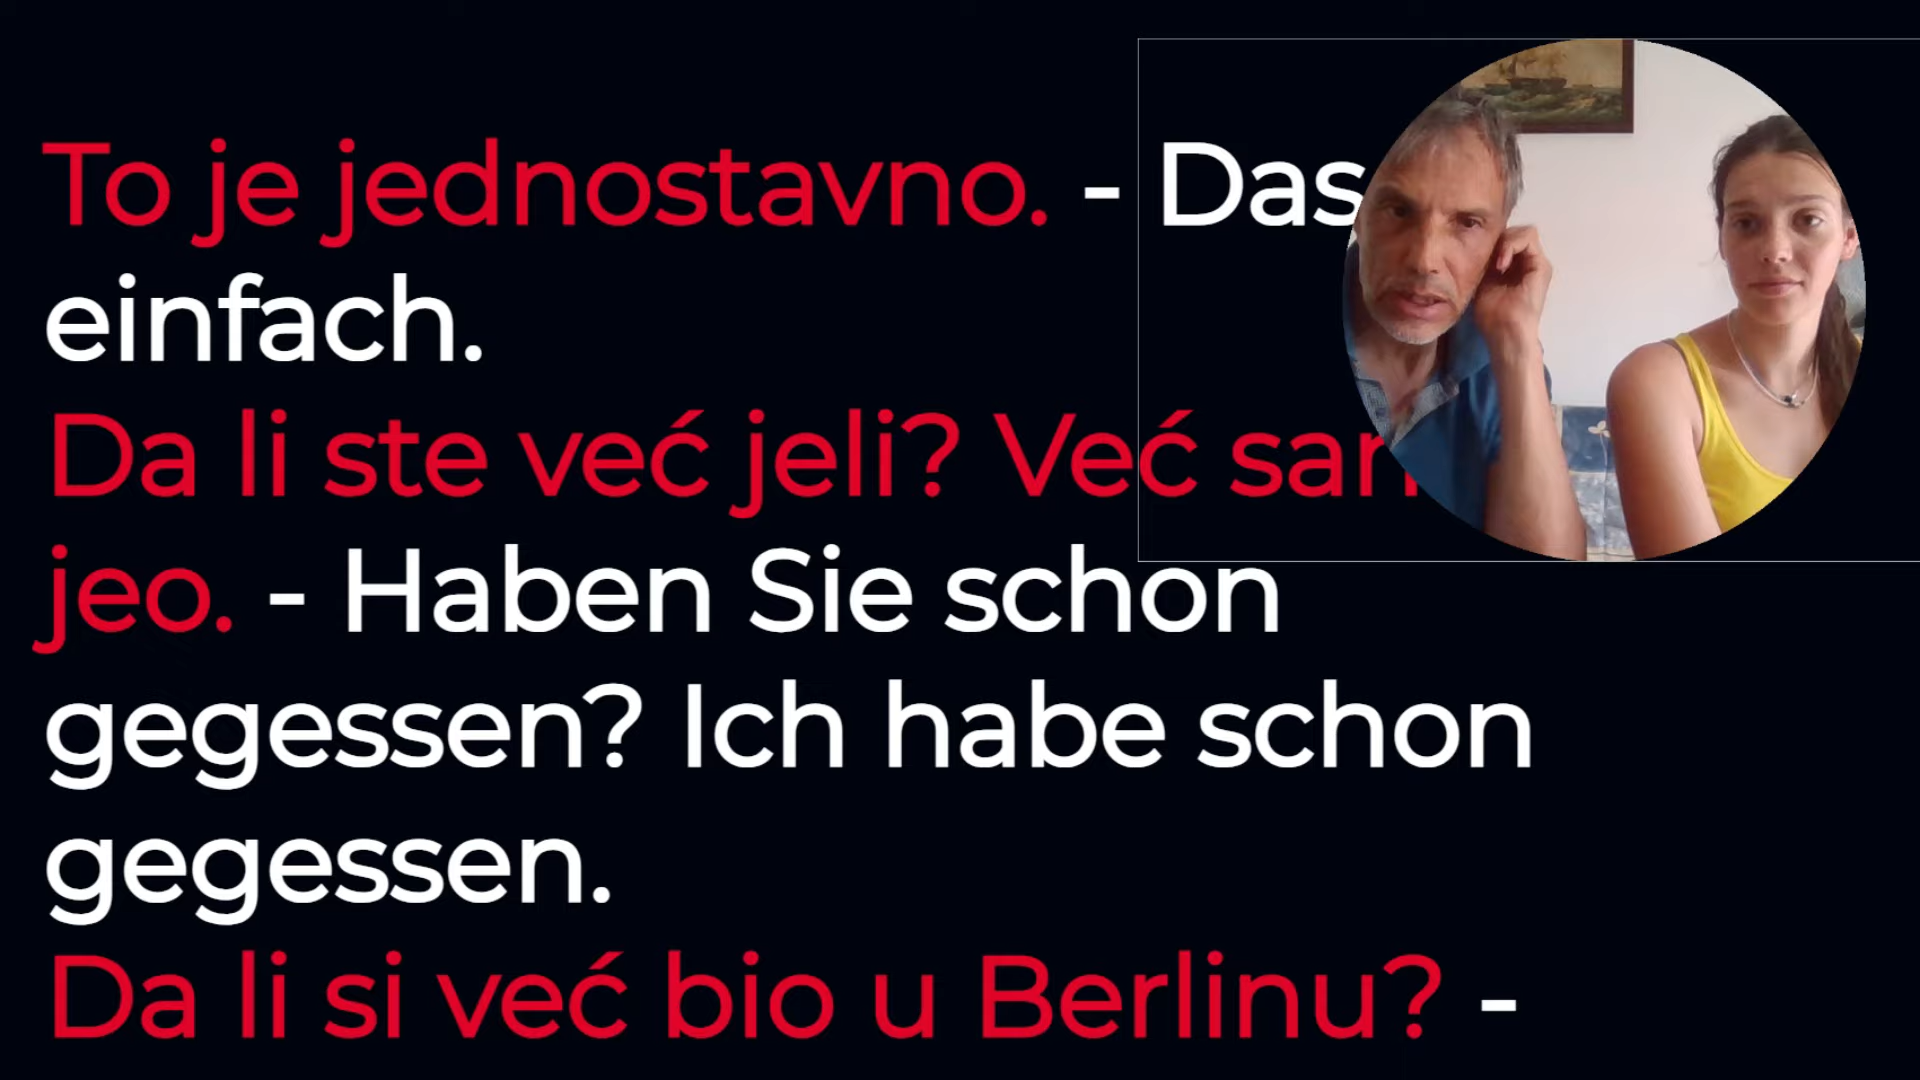 To je jednostavno. - Das
einfach.
Da li ste već jeli? Već
jeo. - Haben Sie schon
gegessen? Ich habe schon
gegessen.
Da li si već bio u Berlinu? -